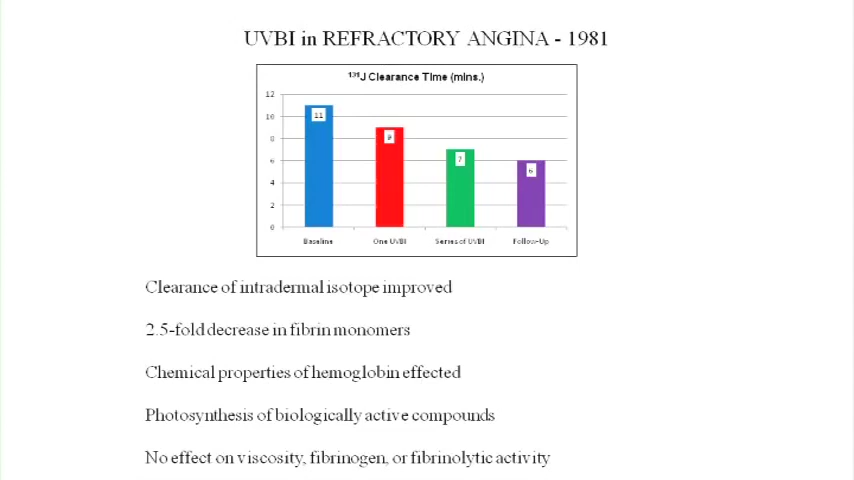 UVBI in REFRACTORY ANGINA - 1981
¹³¹J Clearance Time (mins.)
12
10
8
6
4
2
0
11
9
7
6
Baseline One UVBI Series of UVBI Follow-Up
Clearance of intradermal isotope improved
2.5-fold decrease in fibrin monomers
Chemical properties of hemoglobin effected
Photosynthesis of biologically active compounds
No effect on viscosity, fibrinogen, or fibrinolytic activity